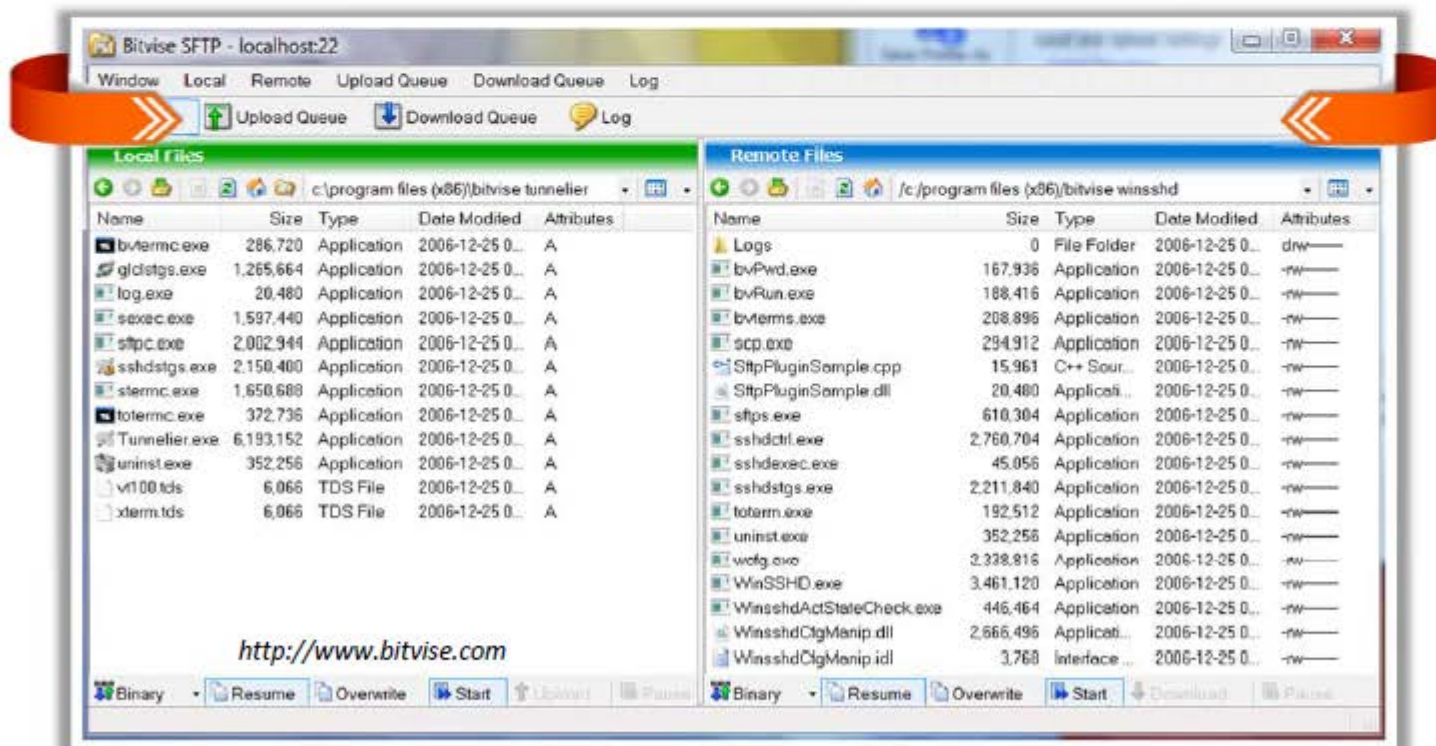 Bitvise SFTP - localhost:22
Window Local Remote Upload Queue Download Queue Log
Upload Queue Download Queue Log
Local Files
c:\program files (x86)\bitvise tunnelier
Name Size Type Date Modified Attributes
bvtermc.exe 286,720 Application 2006-12-25 0... A
glclstgs.exe 1,265,664 Application 2006-12-25 0... A
log.exe 20,480 Application 2006-12-25 0... A
sexec.exe 1,597,440 Application 2006-12-25 0... A
sftpc.exe 2,002,944 Application 2006-12-25 0... A
sshdstgs.exe 2,150,400 Application 2006-12-25 0... A
stermc.exe 1,650,688 Application 2006-12-25 0... A
totermc.exe 372,736 Application 2006-12-25 0... A
Tunnelier.exe 6,193,152 Application 2006-12-25 0... A
uninst.exe 352,256 Application 2006-12-25 0... A
vt100.tds 6,066 TDS File 2006-12-25 0... A
xterm.tds 6,066 TDS File 2006-12-25 0... A
http://www.bitvise.com
Binary Resume Overwrite Start Upload Pause
Remote Files
/c:/program files (x86)/bitvise winsshd
Name Size Type Date Modified Attributes
Logs 0 File Folder 2006-12-25 0... drw
bvPwd.exe 167,936 Application 2006-12-25 0... -rw
bvRun.exe 188,416 Application 2006-12-25 0... -rw
bvterms.exe 208,896 Application 2006-12-25 0... -rw
scp.exe 294,912 Application 2006-12-25 0... -rw
SftpPluginSample.cpp 15,961 C++ Sour... 2006-12-25 0... -rw
SftpPluginSample.dll 20,480 Applicati... 2006-12-25 0... -rw
sftps.exe 610,304 Application 2006-12-25 0... -rw
sshdctrl.exe 2,760,704 Application 2006-12-25 0... -rw
sshdexec.exe 45,056 Application 2006-12-25 0... -rw
sshdstgs.exe 2,211,840 Application 2006-12-25 0... -rw
toterm.exe 192,512 Application 2006-12-25 0... -rw
uninst.exe 352,256 Application 2006-12-25 0... -rw
wcfg.exe 2,338,816 Application 2006-12-25 0... -rw
WinSSHD.exe 3,461,120 Application 2006-12-25 0... -rw
WinsshdActStateCheck.exe 446,464 Application 2006-12-25 0... -rw
WinsshdCfgManip.dll 2,666,496 Applicati... 2006-12-25 0... -rw
WinsshdCfgManip.idl 3,768 Interface ... 2006-12-25 0... -rw
Binary Resume Overwrite Start Download Pause